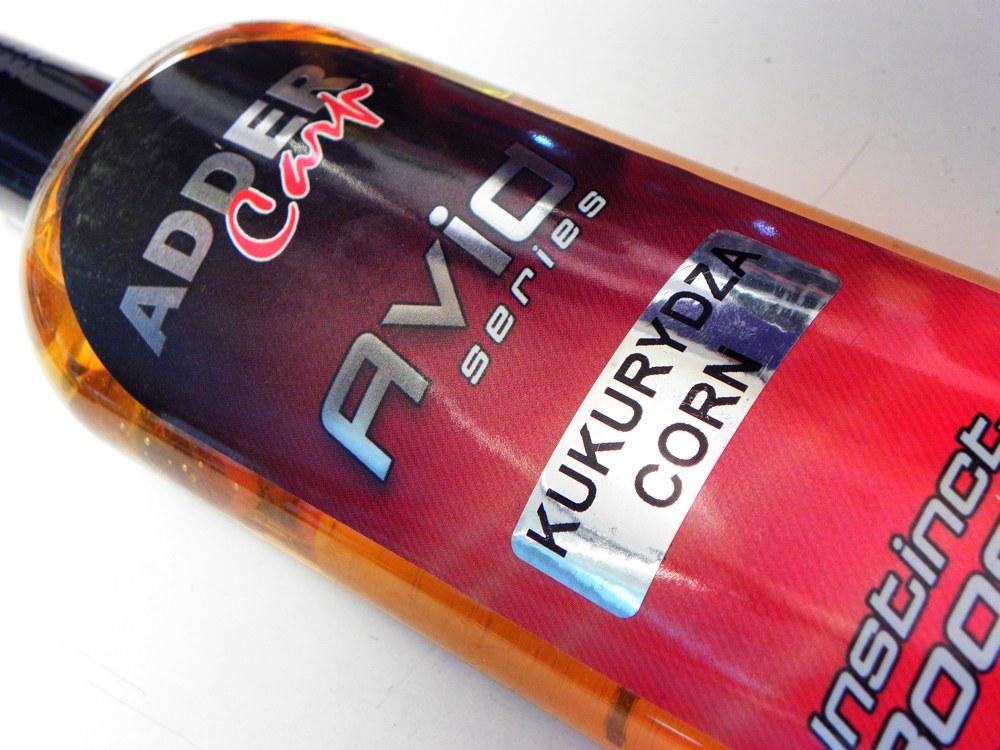 ADDER
Carp
Avid
series
KUKURYDZA
CORN
Instinct